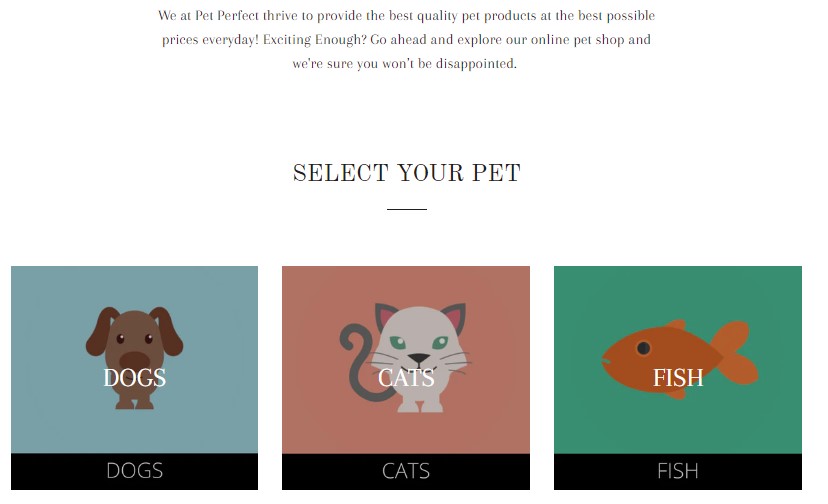 We at Pet Perfect thrive to provide the best quality pet products at the best possible
prices everyday! Exciting Enough? Go ahead and explore our online pet shop and
we're sure you won't be disappointed.
SELECT YOUR PET
DOGS
CATS
FISH
DOGS
CATS
FISH